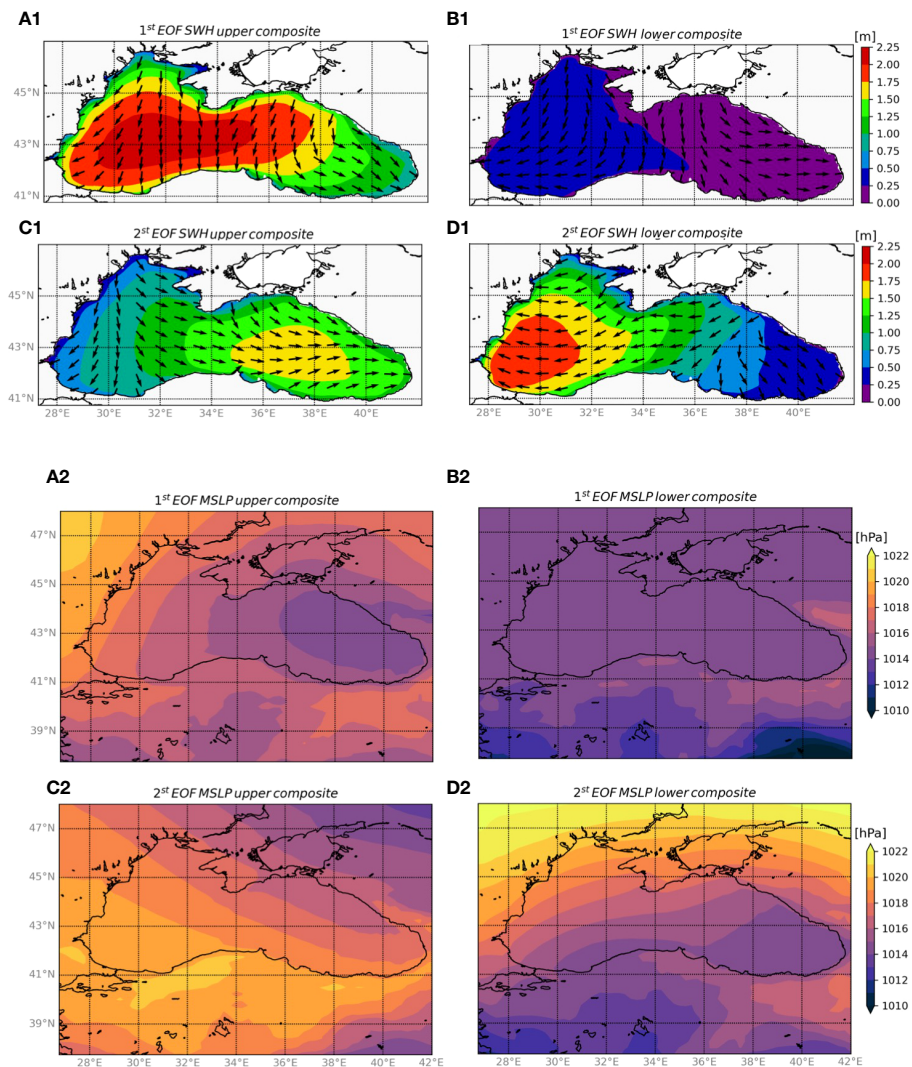 A1
B1
1st EOF SWH upper composite
1st EOF SWH lower composite
[m]
2.25
2.00
1.75
1.50
1.25
1.00
0.75
0.50
0.25
0.00
45°N
43°N
41°N
C1
D1
2st EOF SWH upper composite
2st EOF SWH lower composite
[m]
2.25
2.00
1.75
1.50
1.25
1.00
0.75
0.50
0.25
0.00
45°N
43°N
41°N
28°E 30°E 32°E 34°E 36°E 38°E 40°E
28°E 30°E 32°E 34°E 36°E 38°E 40°E
A2
B2
1st EOF MSLP upper composite
1st EOF MSLP lower composite
[hPa]
1022
1020
1018
1016
1014
1012
1010
47°N
45°N
43°N
41°N
39°N
C2
D2
2st EOF MSLP upper composite
2st EOF MSLP lower composite
[hPa]
1022
1020
1018
1016
1014
1012
1010
47°N
45°N
43°N
41°N
39°N
28°E 30°E 32°E 34°E 36°E 38°E 40°E 42°E
28°E 30°E 32°E 34°E 36°E 38°E 40°E 42°E